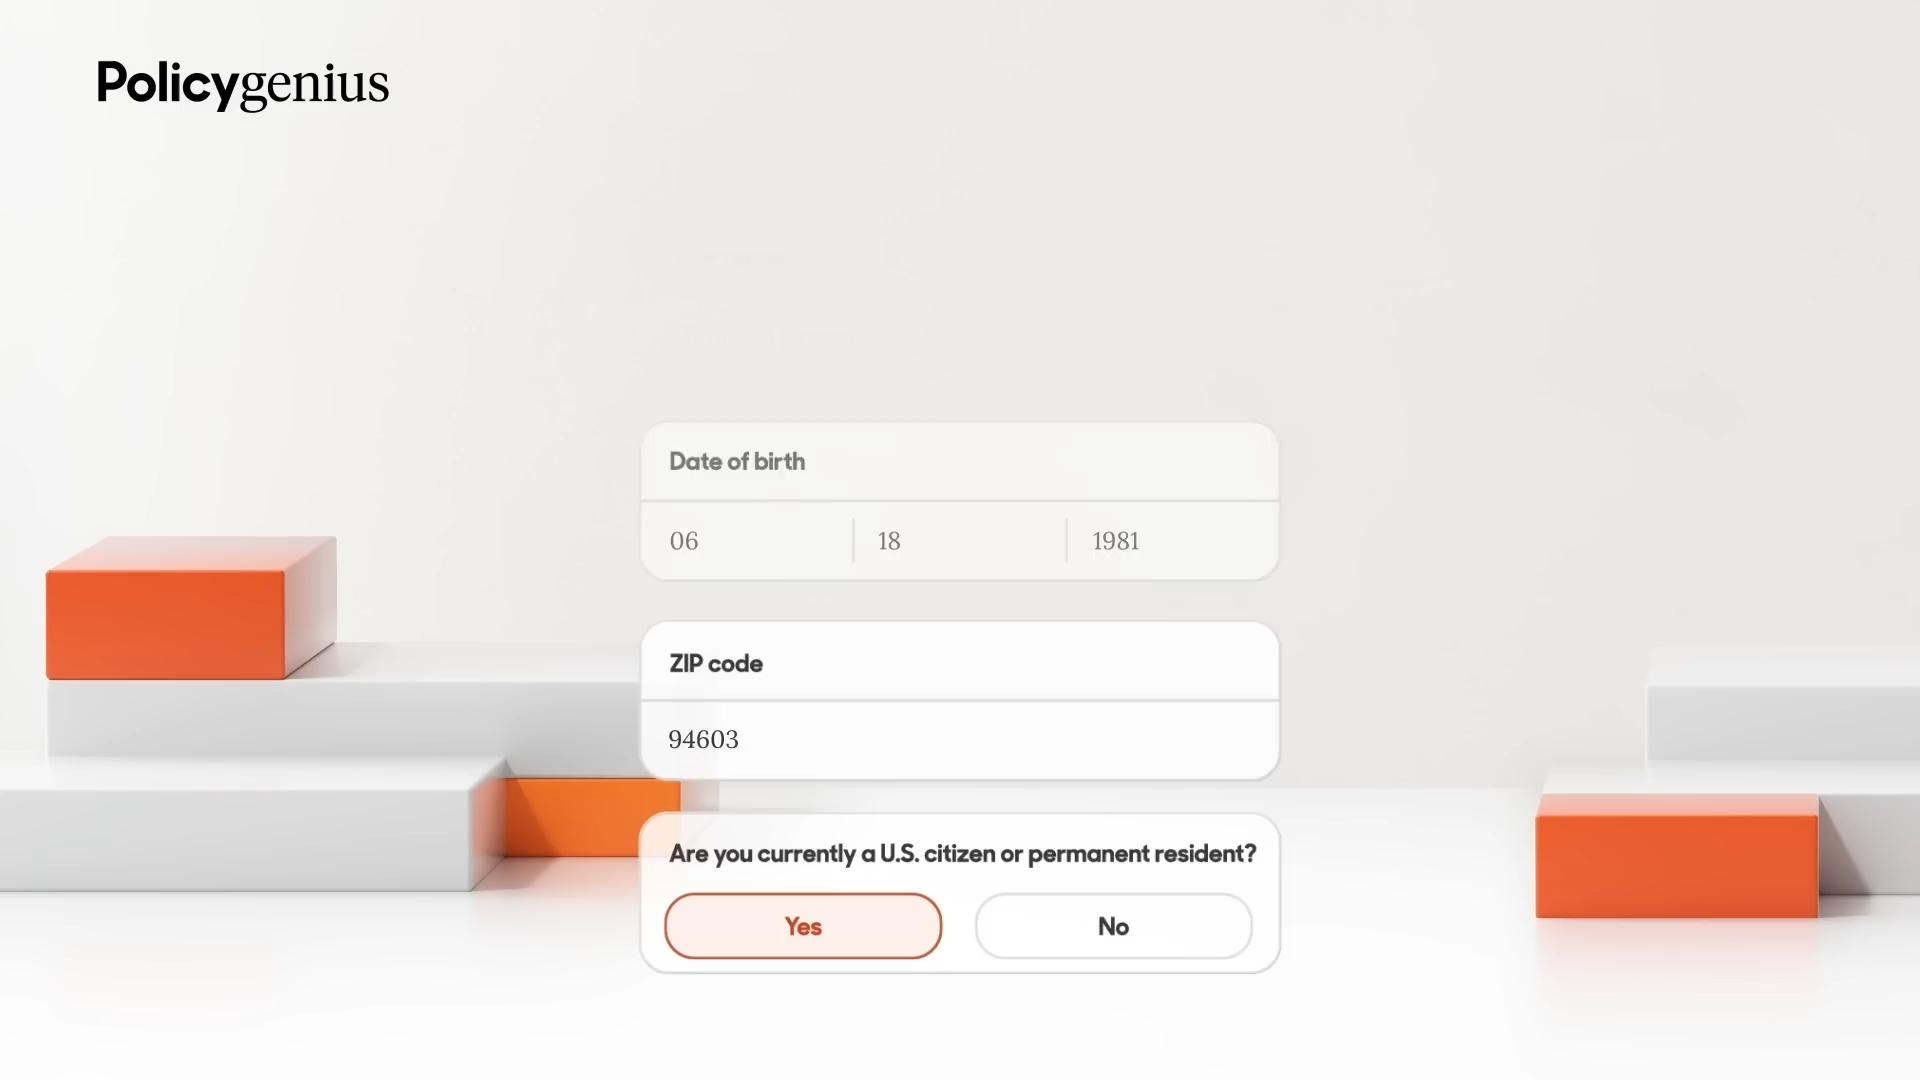 Policygenius
Date of birth
06 18 1981
ZIP code
94603
Are you currently a U.S. citizen or permanent resident?
Yes No